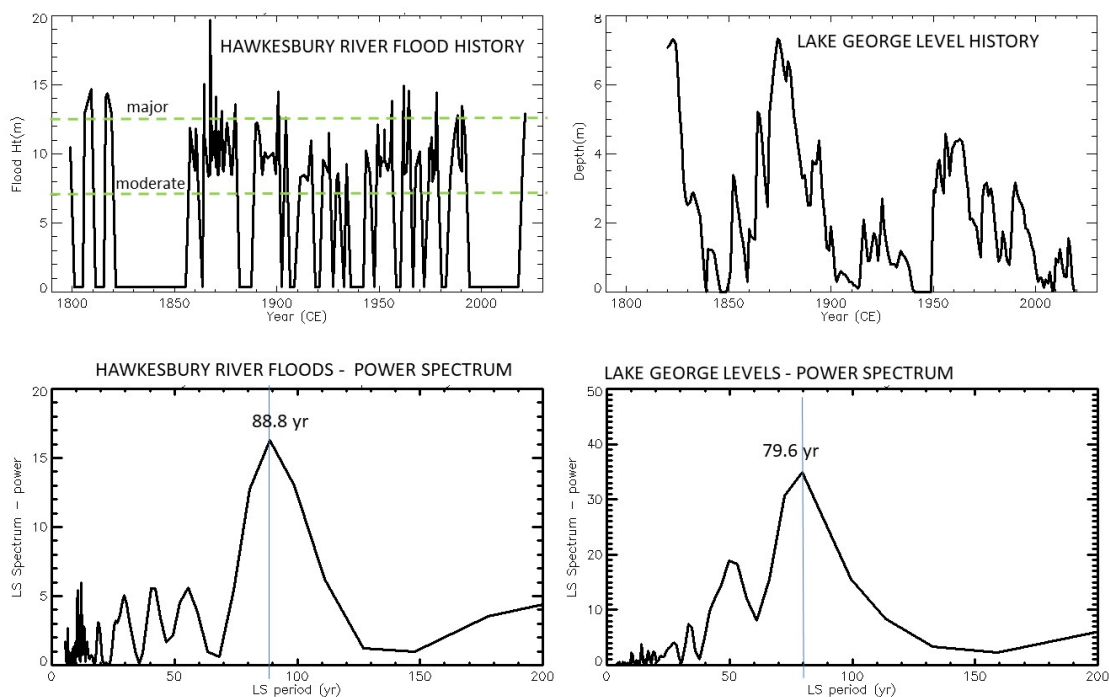 HAWKESBURY RIVER FLOOD HISTORY
20
15
10
5
0
Flood Ht(m)
major
moderate
1800 1850 1900 1950 2000
Year (CE)
LAKE GEORGE LEVEL HISTORY
8
6
4
2
0
Depth(m)
1800 1850 1900 1950 2000
Year (CE)
HAWKESBURY RIVER FLOODS - POWER SPECTRUM
20
15
10
5
0
LS Spectrum - power
88.8 yr
0 50 100 150 200
LS period (yr)
LAKE GEORGE LEVELS - POWER SPECTRUM
50
40
30
20
10
0
LS Spectrum - power
79.6 yr
0 50 100 150 200
LS period (yr)